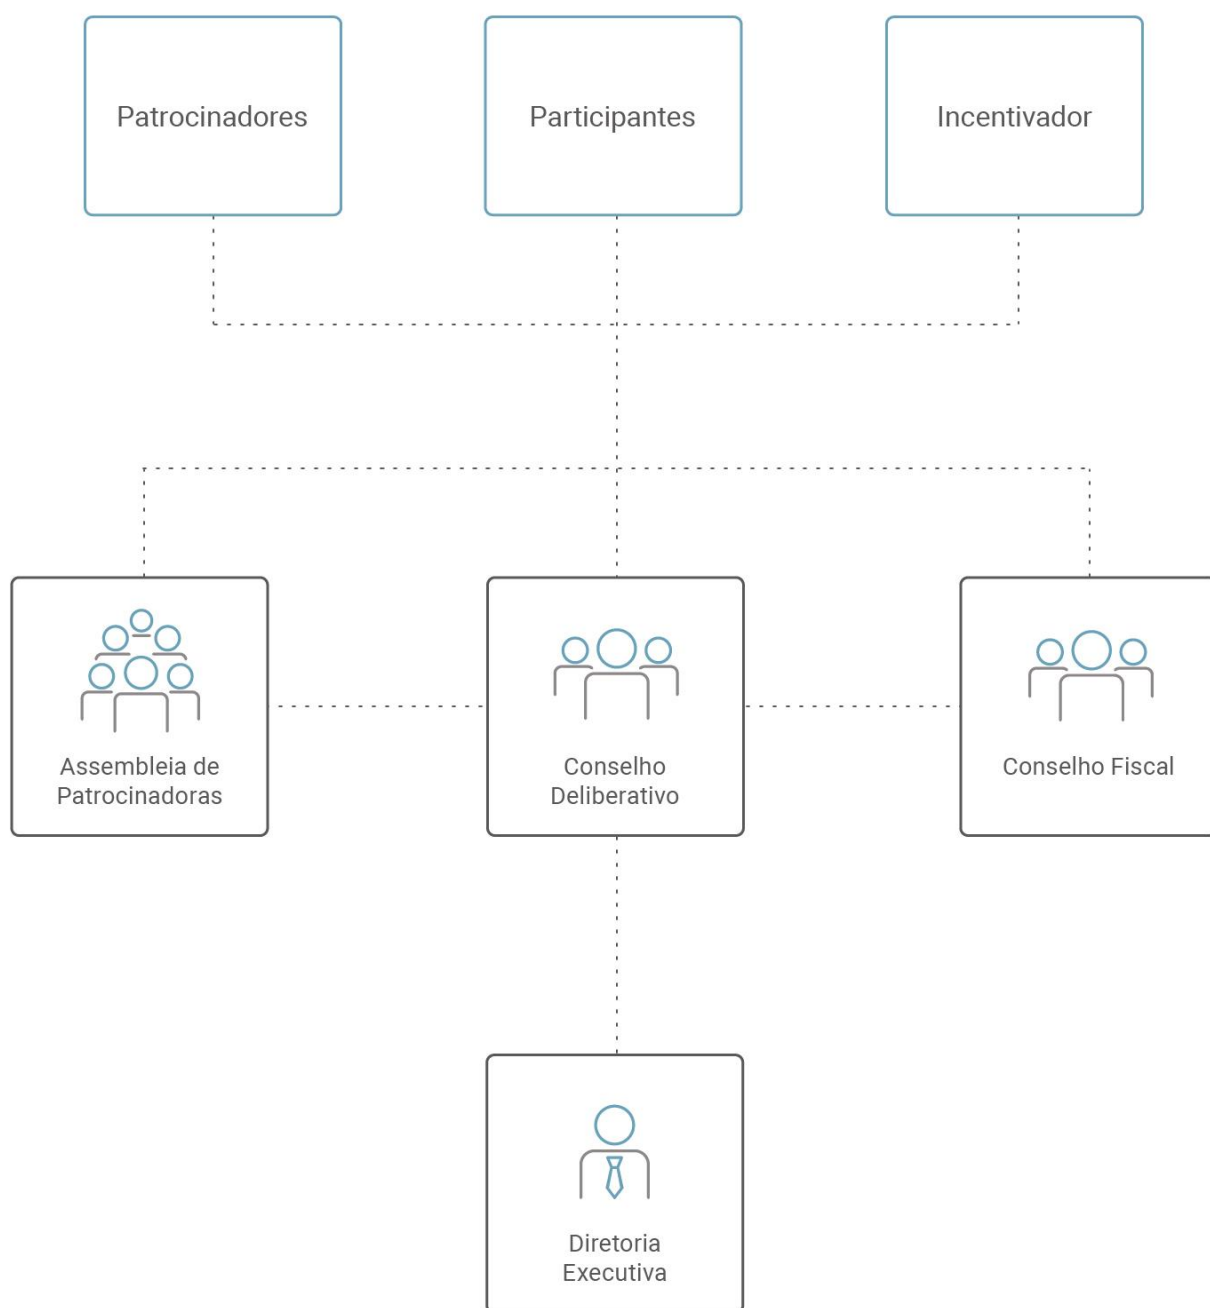 Patrocinadores
Participantes
Incentivador
Assembleia de
Patrocinadoras
Conselho
Deliberativo
Conselho Fiscal
Diretoria
Executiva